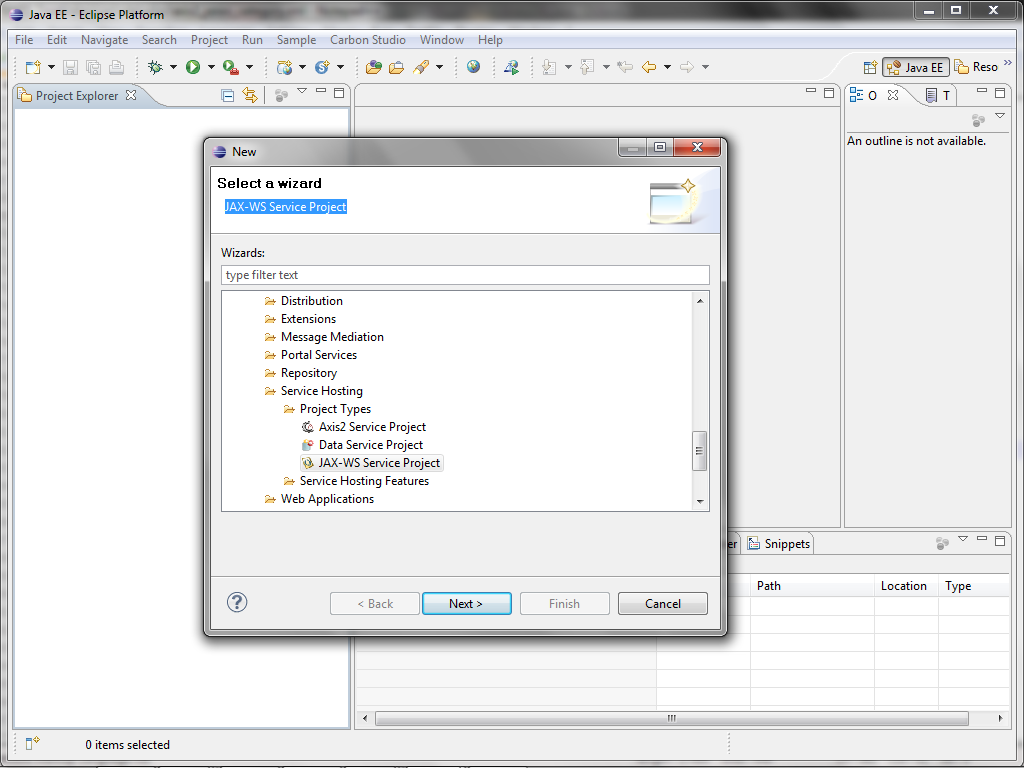 Java EE - Eclipse Platform
File Edit Navigate Search Project Run Sample Carbon Studio Window Help
Java EE Reso
Project Explorer
O T
An outline is not available.
New
Select a wizard
JAX-WS Service Project
Wizards:
type filter text
Distribution
Extensions
Message Mediation
Portal Services
Repository
Service Hosting
Project Types
Axis2 Service Project
Data Service Project
JAX-WS Service Project
Service Hosting Features
Web Applications
er Snippets
Path Location Type
? < Back Next > Finish Cancel
0 items selected